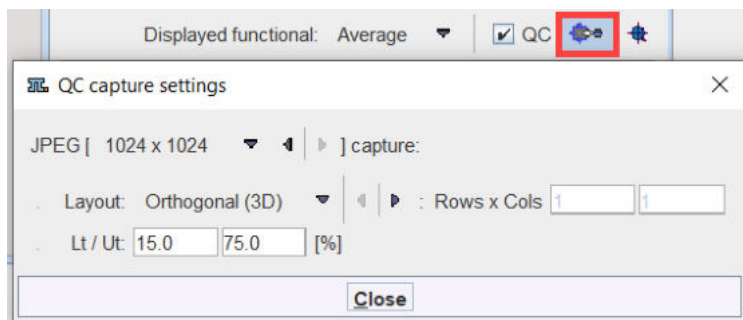 Displayed functional: Average QC
QC capture settings
JPEG [ 1024 x 1024 ] capture:
Layout: Orthogonal (3D) : Rows x Cols 1 1
Lt / Ut: 15.0 75.0 [%]
Close